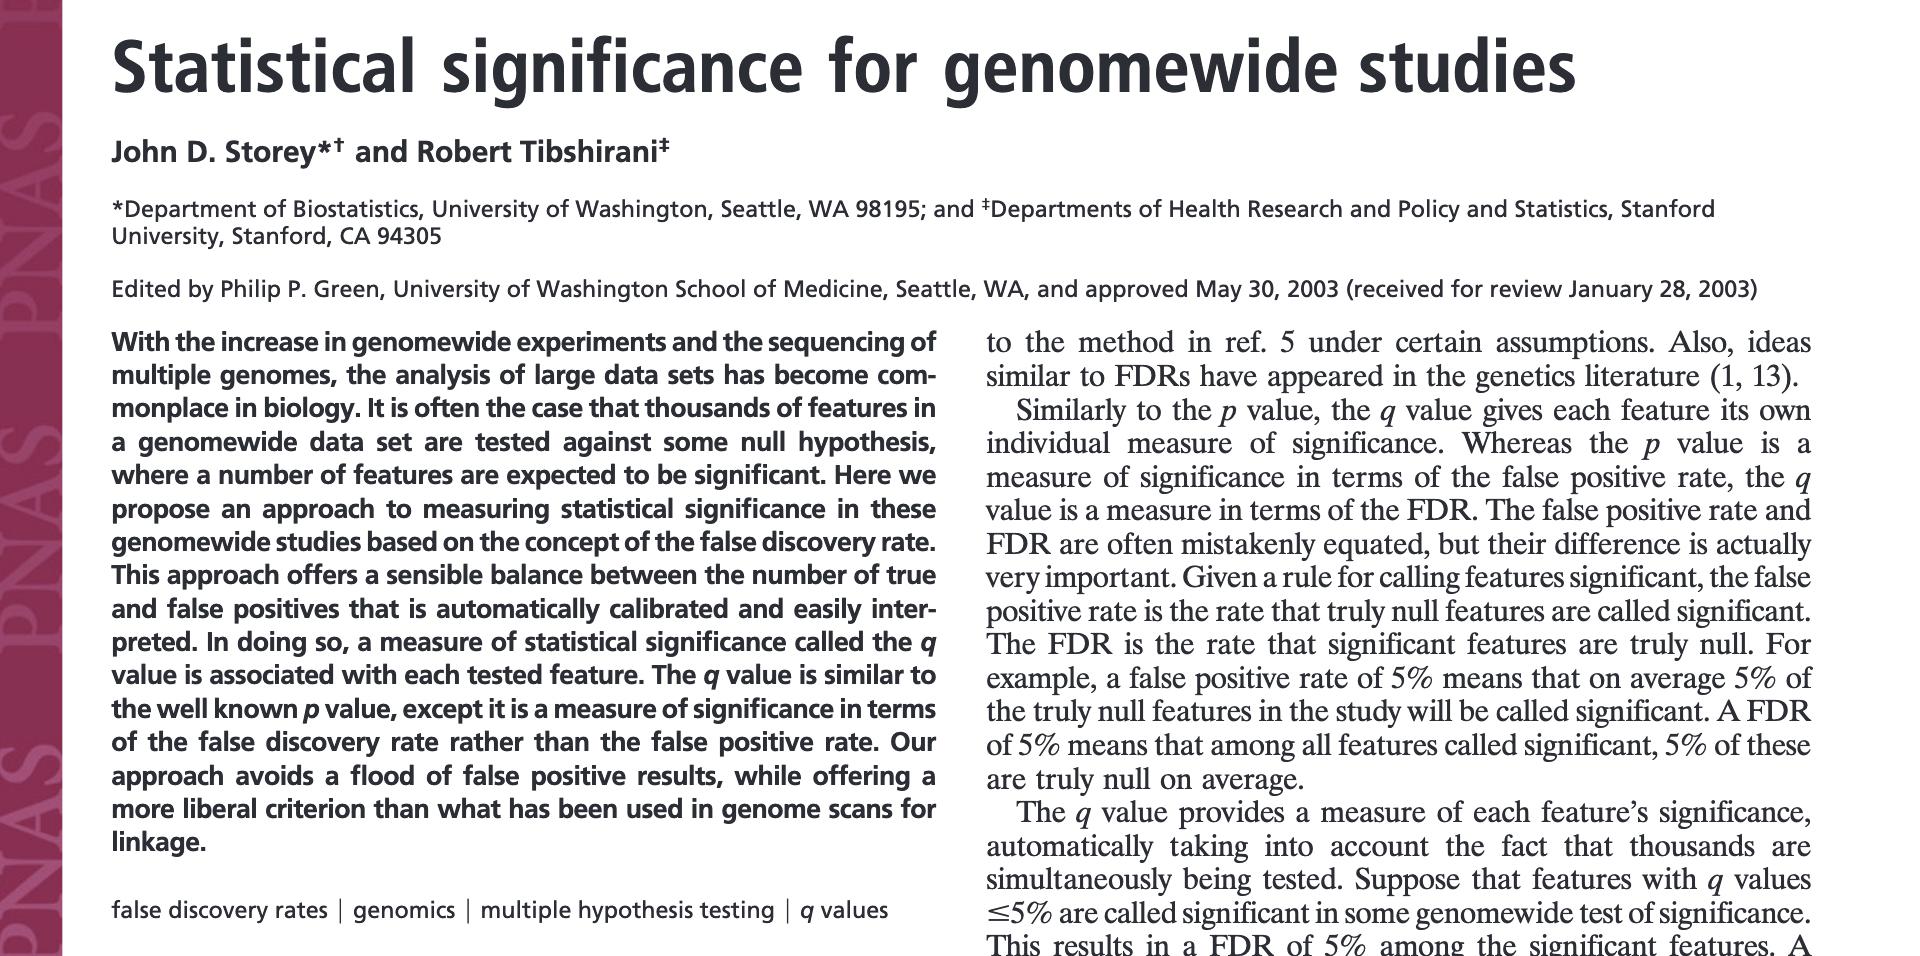 Statistical significance for genomewide studies
John D. Storey*† and Robert Tibshirani‡
*Department of Biostatistics, University of Washington, Seattle, WA 98195; and ‡Departments of Health Research and Policy and Statistics, Stanford
University, Stanford, CA 94305
Edited by Philip P. Green, University of Washington School of Medicine, Seattle, WA, and approved May 30, 2003 (received for review January 28, 2003)
With the increase in genomewide experiments and the sequencing of
multiple genomes, the analysis of large data sets has become com-
monplace in biology. It is often the case that thousands of features in
a genomewide data set are tested against some null hypothesis,
where a number of features are expected to be significant. Here we
propose an approach to measuring statistical significance in these
genomewide studies based on the concept of the false discovery rate.
This approach offers a sensible balance between the number of true
and false positives that is automatically calibrated and easily inter-
preted. In doing so, a measure of statistical significance called the q
value is associated with each tested feature. The q value is similar to
the well known p value, except it is a measure of significance in terms
of the false discovery rate rather than the false positive rate. Our
approach avoids a flood of false positive results, while offering a
more liberal criterion than what has been used in genome scans for
linkage.
false discovery rates | genomics | multiple hypothesis testing | q values
to the method in ref. 5 under certain assumptions. Also, ideas
similar to FDRs have appeared in the genetics literature (1, 13).
Similarly to the p value, the q value gives each feature its own
individual measure of significance. Whereas the p value is a
measure of significance in terms of the false positive rate, the q
value is a measure in terms of the FDR. The false positive rate and
FDR are often mistakenly equated, but their difference is actually
very important. Given a rule for calling features significant, the false
positive rate is the rate that truly null features are called significant.
The FDR is the rate that significant features are truly null. For
example, a false positive rate of 5% means that on average 5% of
the truly null features in the study will be called significant. A FDR
of 5% means that among all features called significant, 5% of these
are truly null on average.
The q value provides a measure of each feature’s significance,
automatically taking into account the fact that thousands are
simultaneously being tested. Suppose that features with q values
≤5% are called significant in some genomewide test of significance.
This results in a FDR of 5% among the significant features. A
PNAS
PNAS
PNAS